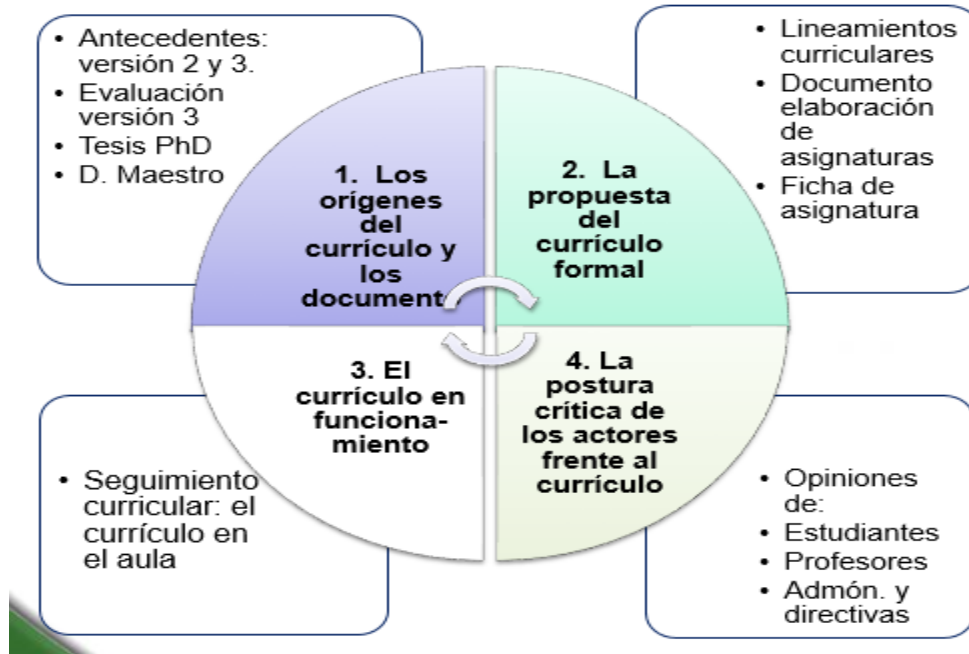 • Antecedentes:
versión 2 y 3.
• Evaluación
versión 3
• Tesis PhD
• D. Maestro
• Lineamientos
curriculares
• Documento
elaboración
de
asignaturas
• Ficha de
asignatura
1. Los
orígenes
del
currículo y
los
document
2. La
propuesta
del
currículo
formal
3. El
currículo en
funciona-
miento
4. La
postura
crítica de
los actores
frente al
currículo
• Seguimiento
curricular: el
currículo en
el aula
• Opiniones
de:
• Estudiantes
• Profesores
• Admón. y
directivas